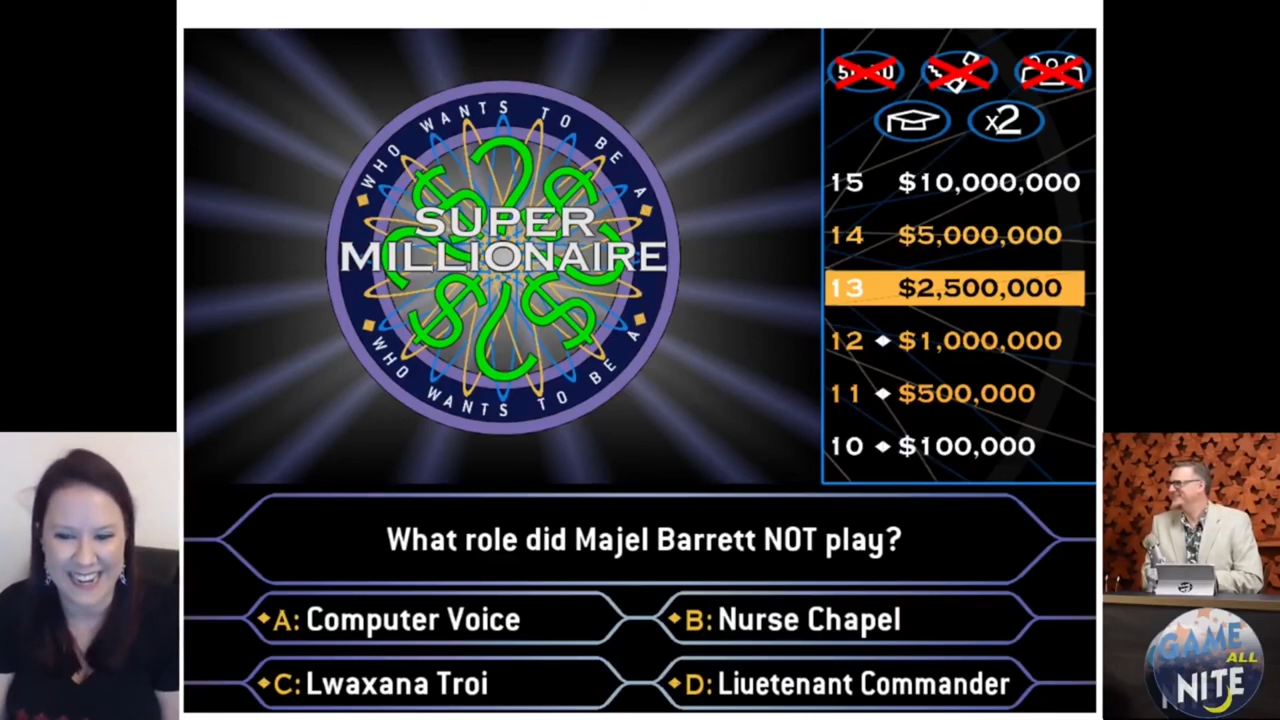 WHO WANTS TO BE A
SUPER
MILLIONAIRE
WHO WANTS TO BE A
50:50
x2
15 $10,000,000
14 $5,000,000
13 $2,500,000
12 $1,000,000
11 $500,000
10 $100,000
What role did Majel Barrett NOT play?
A: Computer Voice
B: Nurse Chapel
C: Lwaxana Troi
D: Liuetenant Commander
GAME
ALL
NITE